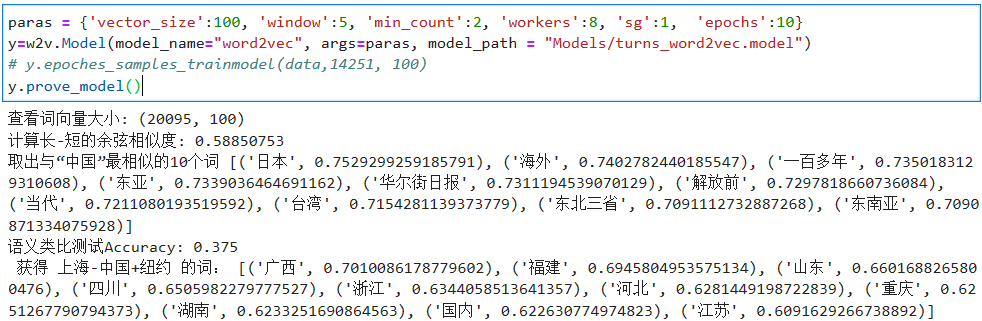 paras = {'vector_size':100, 'window':5, 'min_count':2, 'workers':8, 'sg':1,  'epochs':10}
y=w2v.Model(model_name="word2vec", args=paras, model_path = "Models/turns_word2vec.model")
# y.epoches_samples_trainmodel(data,14251, 100)
y.prove_model()
查看词向量大小: (20095, 100)
计算长-短的余弦相似度: 0.58850753
取出与“中国”最相似的10个词 [('日本', 0.7529299259185791), ('海外', 0.7402782440185547), ('一百多年', 0.735018312
9310608), ('东亚', 0.7339036464691162), ('华尔街日报', 0.7311194539070129), ('解放前', 0.7297818660736084),
('当代', 0.7211080193519592), ('台湾', 0.7154281139373779), ('东北三省', 0.7091112732887268), ('东南亚', 0.7090
871334075928)]
语义类比测试Accuracy: 0.375
 获得 上海-中国+纽约 的词： [('广西', 0.7010086178779602), ('福建', 0.6945804953575134), ('山东', 0.660168826580
0476), ('四川', 0.6505982279777527), ('浙江', 0.6344058513641357), ('河北', 0.6281449198722839), ('重庆', 0.62
51267790794373), ('湖南', 0.6233251690864563), ('国内', 0.622630774974823), ('江苏', 0.6091629266738892)]